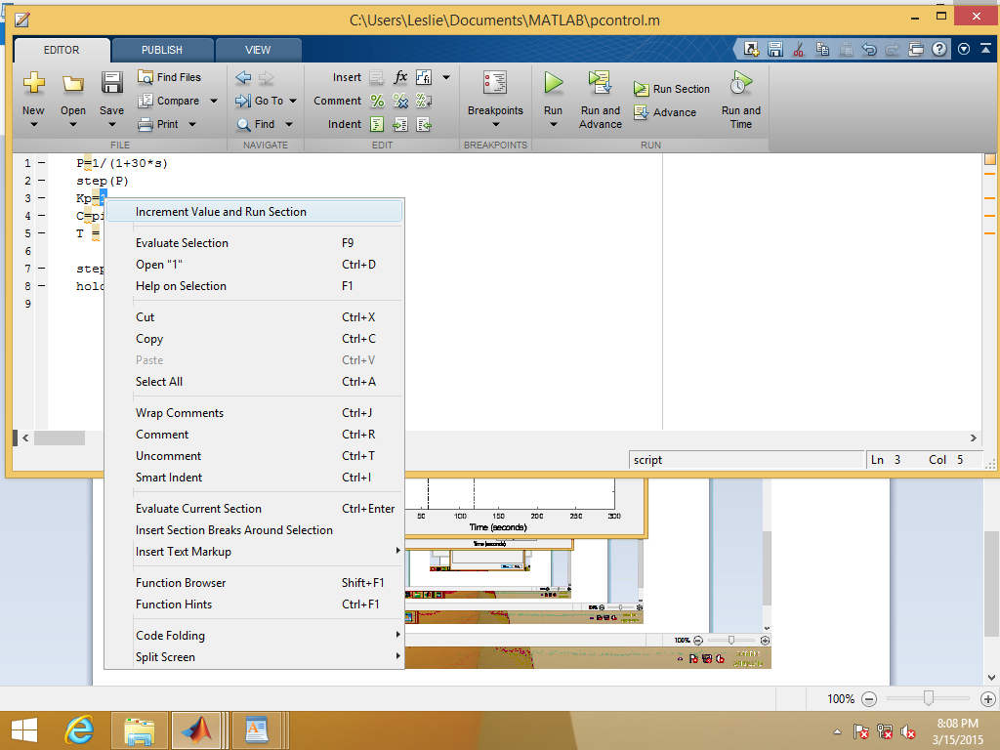 C:\Users\Leslie\Documents\MATLAB\pcontrol.m
EDITOR PUBLISH VIEW
New Open Save
Find Files
Compare
Print
Go To
Find
Insert fx fi
Comment % % %
Indent
Breakpoints
Run
Run and Advance
Run Section
Advance
Run and Time
FILE NAVIGATE EDIT BREAKPOINTS RUN
1 – P=1/(1+30*s)
2 – step(P)
3 – Kp=
4 – C=pi
5 – T =
6
7 – step
8 – hold
9
Increment Value and Run Section
Evaluate Selection F9
Open "1" Ctrl+D
Help on Selection F1
Cut Ctrl+X
Copy Ctrl+C
Paste Ctrl+V
Select All Ctrl+A
Wrap Comments Ctrl+J
Comment Ctrl+R
Uncomment Ctrl+T
Smart Indent Ctrl+I
Evaluate Current Section Ctrl+Enter
Insert Section Breaks Around Selection
Insert Text Markup
Function Browser Shift+F1
Function Hints Ctrl+F1
Code Folding
Split Screen
script Ln 3 Col 5
50 100 150 200 250 300
Time (seconds)
Time (seconds)
100%
100%
8:08 PM
3/15/2015